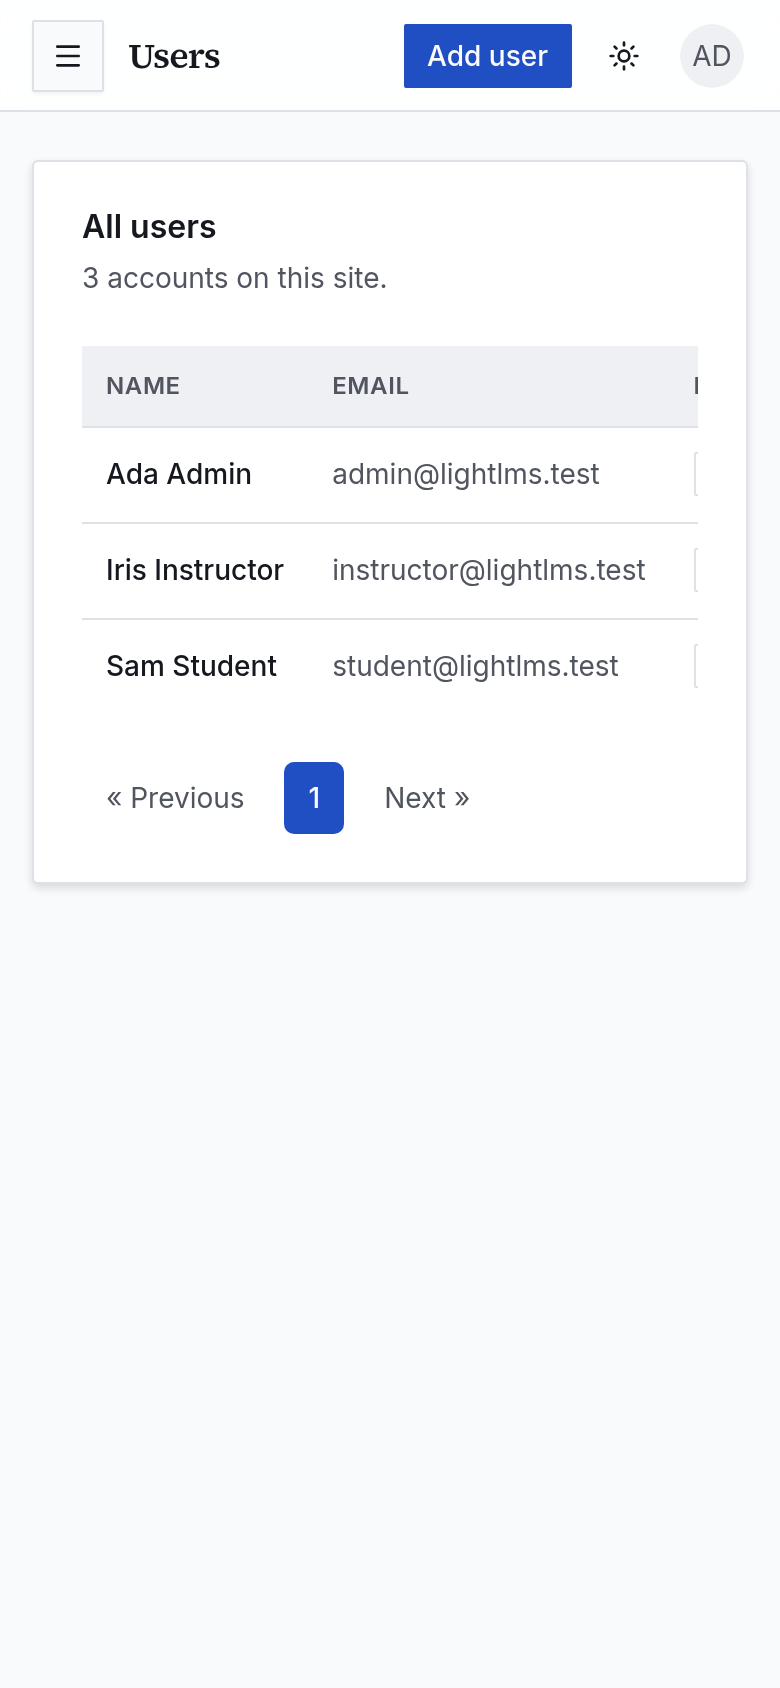 Users
Add user
AD
All users
3 accounts on this site.
NAME EMAIL
Ada Admin admin@lightlms.test
Iris Instructor instructor@lightlms.test
Sam Student student@lightlms.test
« Previous 1 Next »